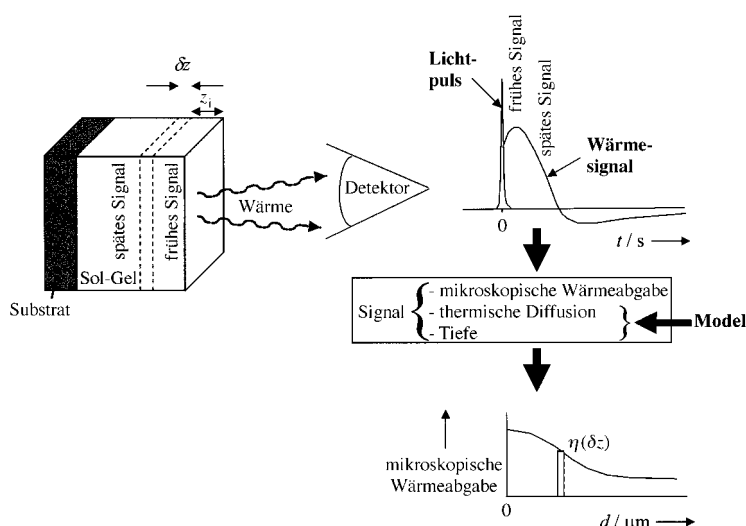 δz
z_i
spätes Signal
frühes Signal
Sol-Gel
Substrat
Wärme
Detektor
Licht-
puls
frühes Signal
spätes Signal
Wärme-
signal
0
t / s
Signal
- mikroskopische Wärmeabgabe
- thermische Diffusion
- Tiefe
Model
mikroskopische
Wärmeabgabe
η(δz)
0
d / µm